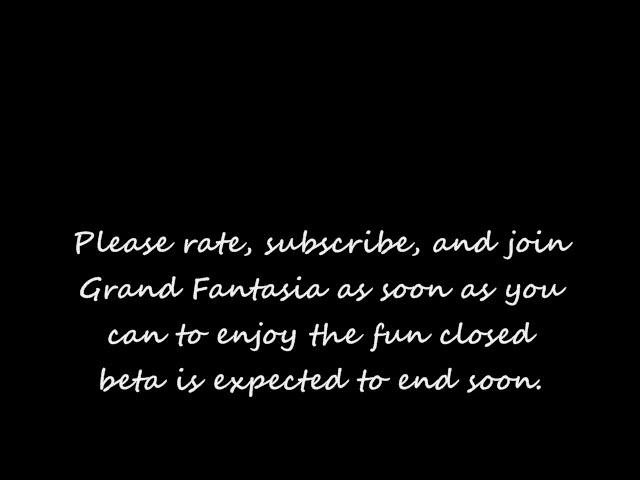 Please rate, subscribe, and join
Grand Fantasia as soon as you
can to enjoy the fun closed
beta is expected to end soon.